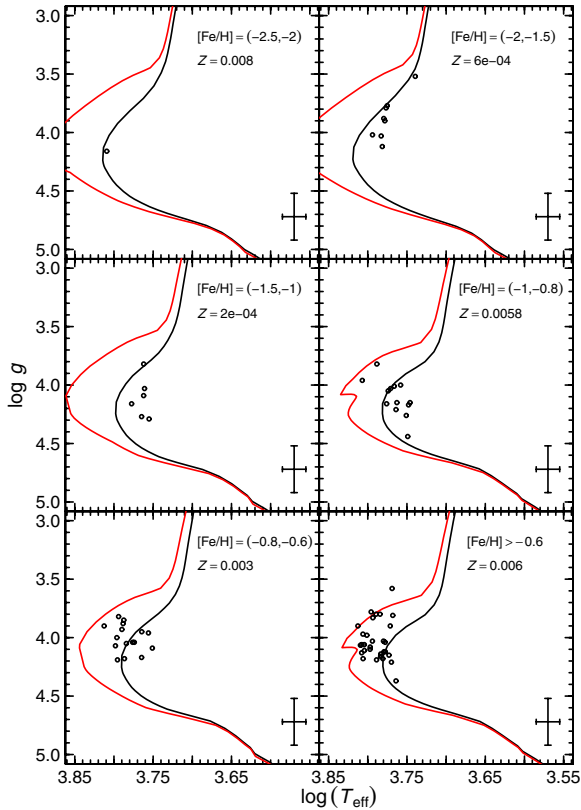 [Fe/H] = (−2.5,−2)
Z = 0.008
[Fe/H] = (−2,−1.5)
Z = 6e−04
3.0
3.5
4.0
4.5
5.0
[Fe/H] = (−1.5,−1)
Z = 2e−04
[Fe/H] = (−1,−0.8)
Z = 0.0058
3.0
3.5
4.0
4.5
5.0
log g
[Fe/H] = (−0.8,−0.6)
Z = 0.003
[Fe/H] > −0.6
Z = 0.006
3.0
3.5
4.0
4.5
5.0
3.85 3.75 3.65 3.85 3.75 3.65 3.55
log (Teff)